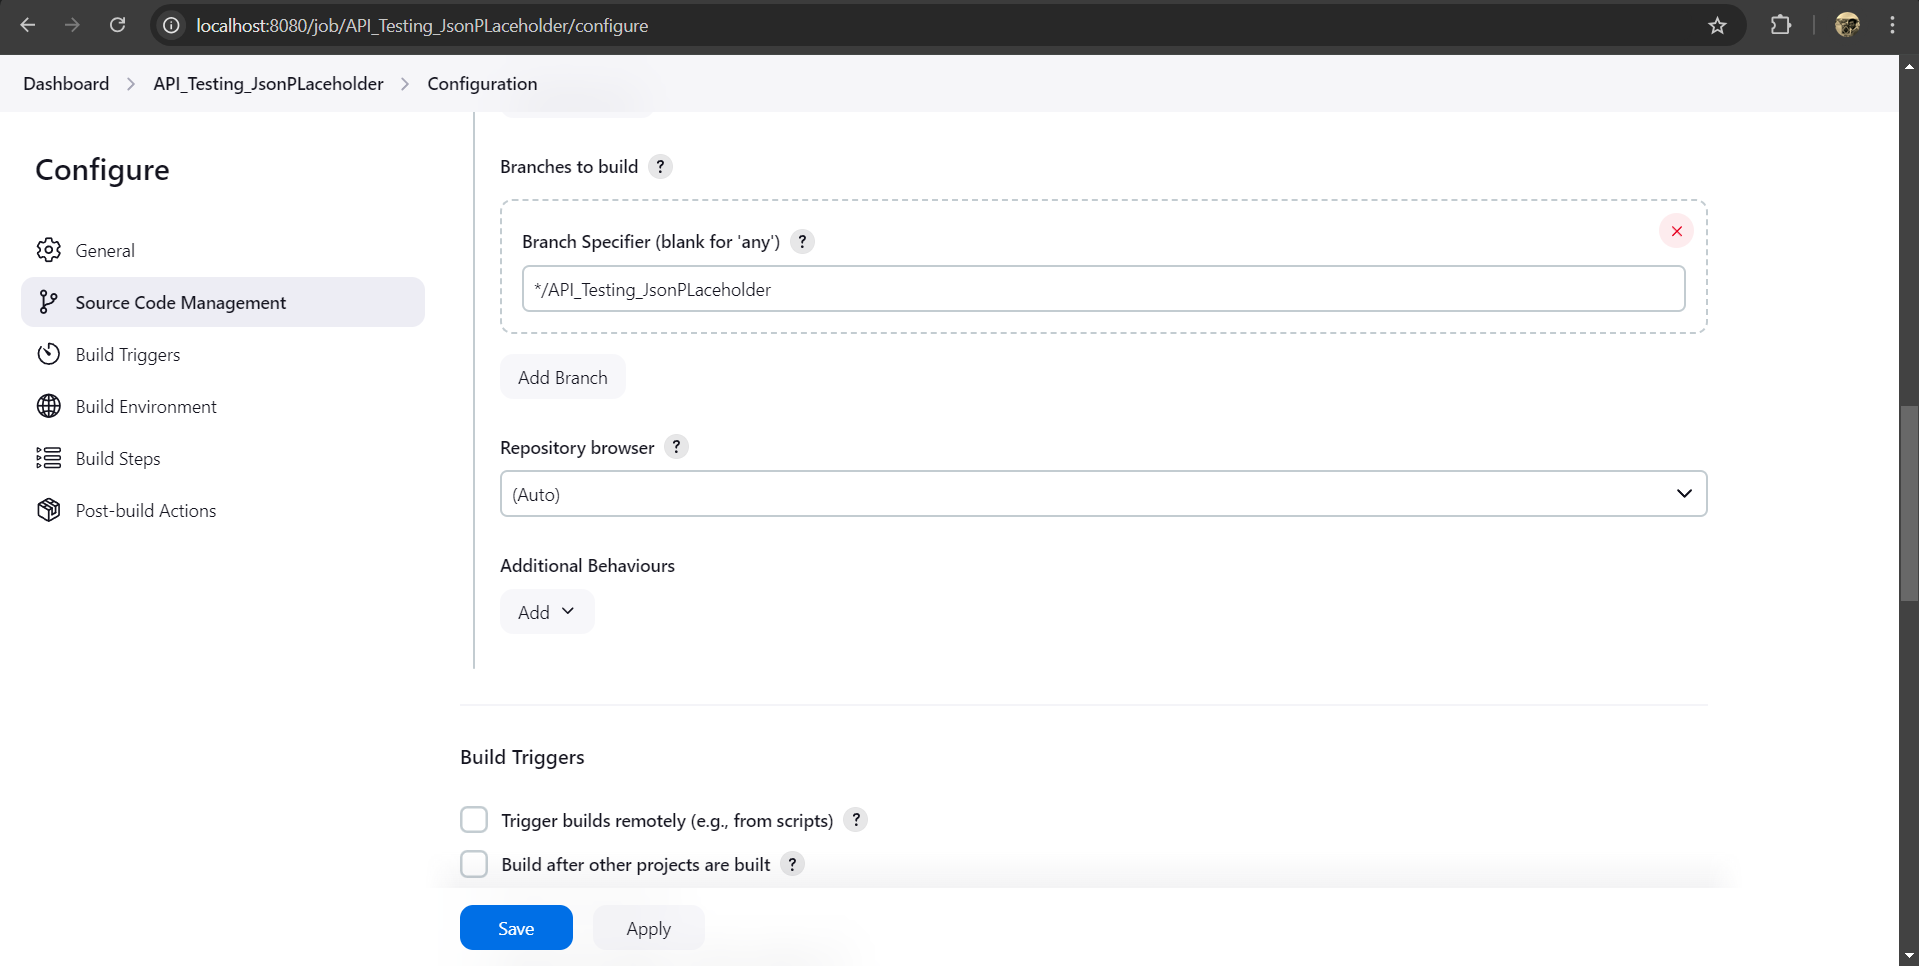 localhost:8080/job/API_Testing_JsonPLaceholder/configure
Dashboard > API_Testing_JsonPLaceholder > Configuration
Configure
General
Source Code Management
Build Triggers
Build Environment
Build Steps
Post-build Actions
Branches to build ?
Branch Specifier (blank for 'any') ?
*/API_Testing_JsonPLaceholder
Add Branch
Repository browser ?
(Auto)
Additional Behaviours
Add
Build Triggers
Trigger builds remotely (e.g., from scripts) ?
Build after other projects are built ?
Save
Apply